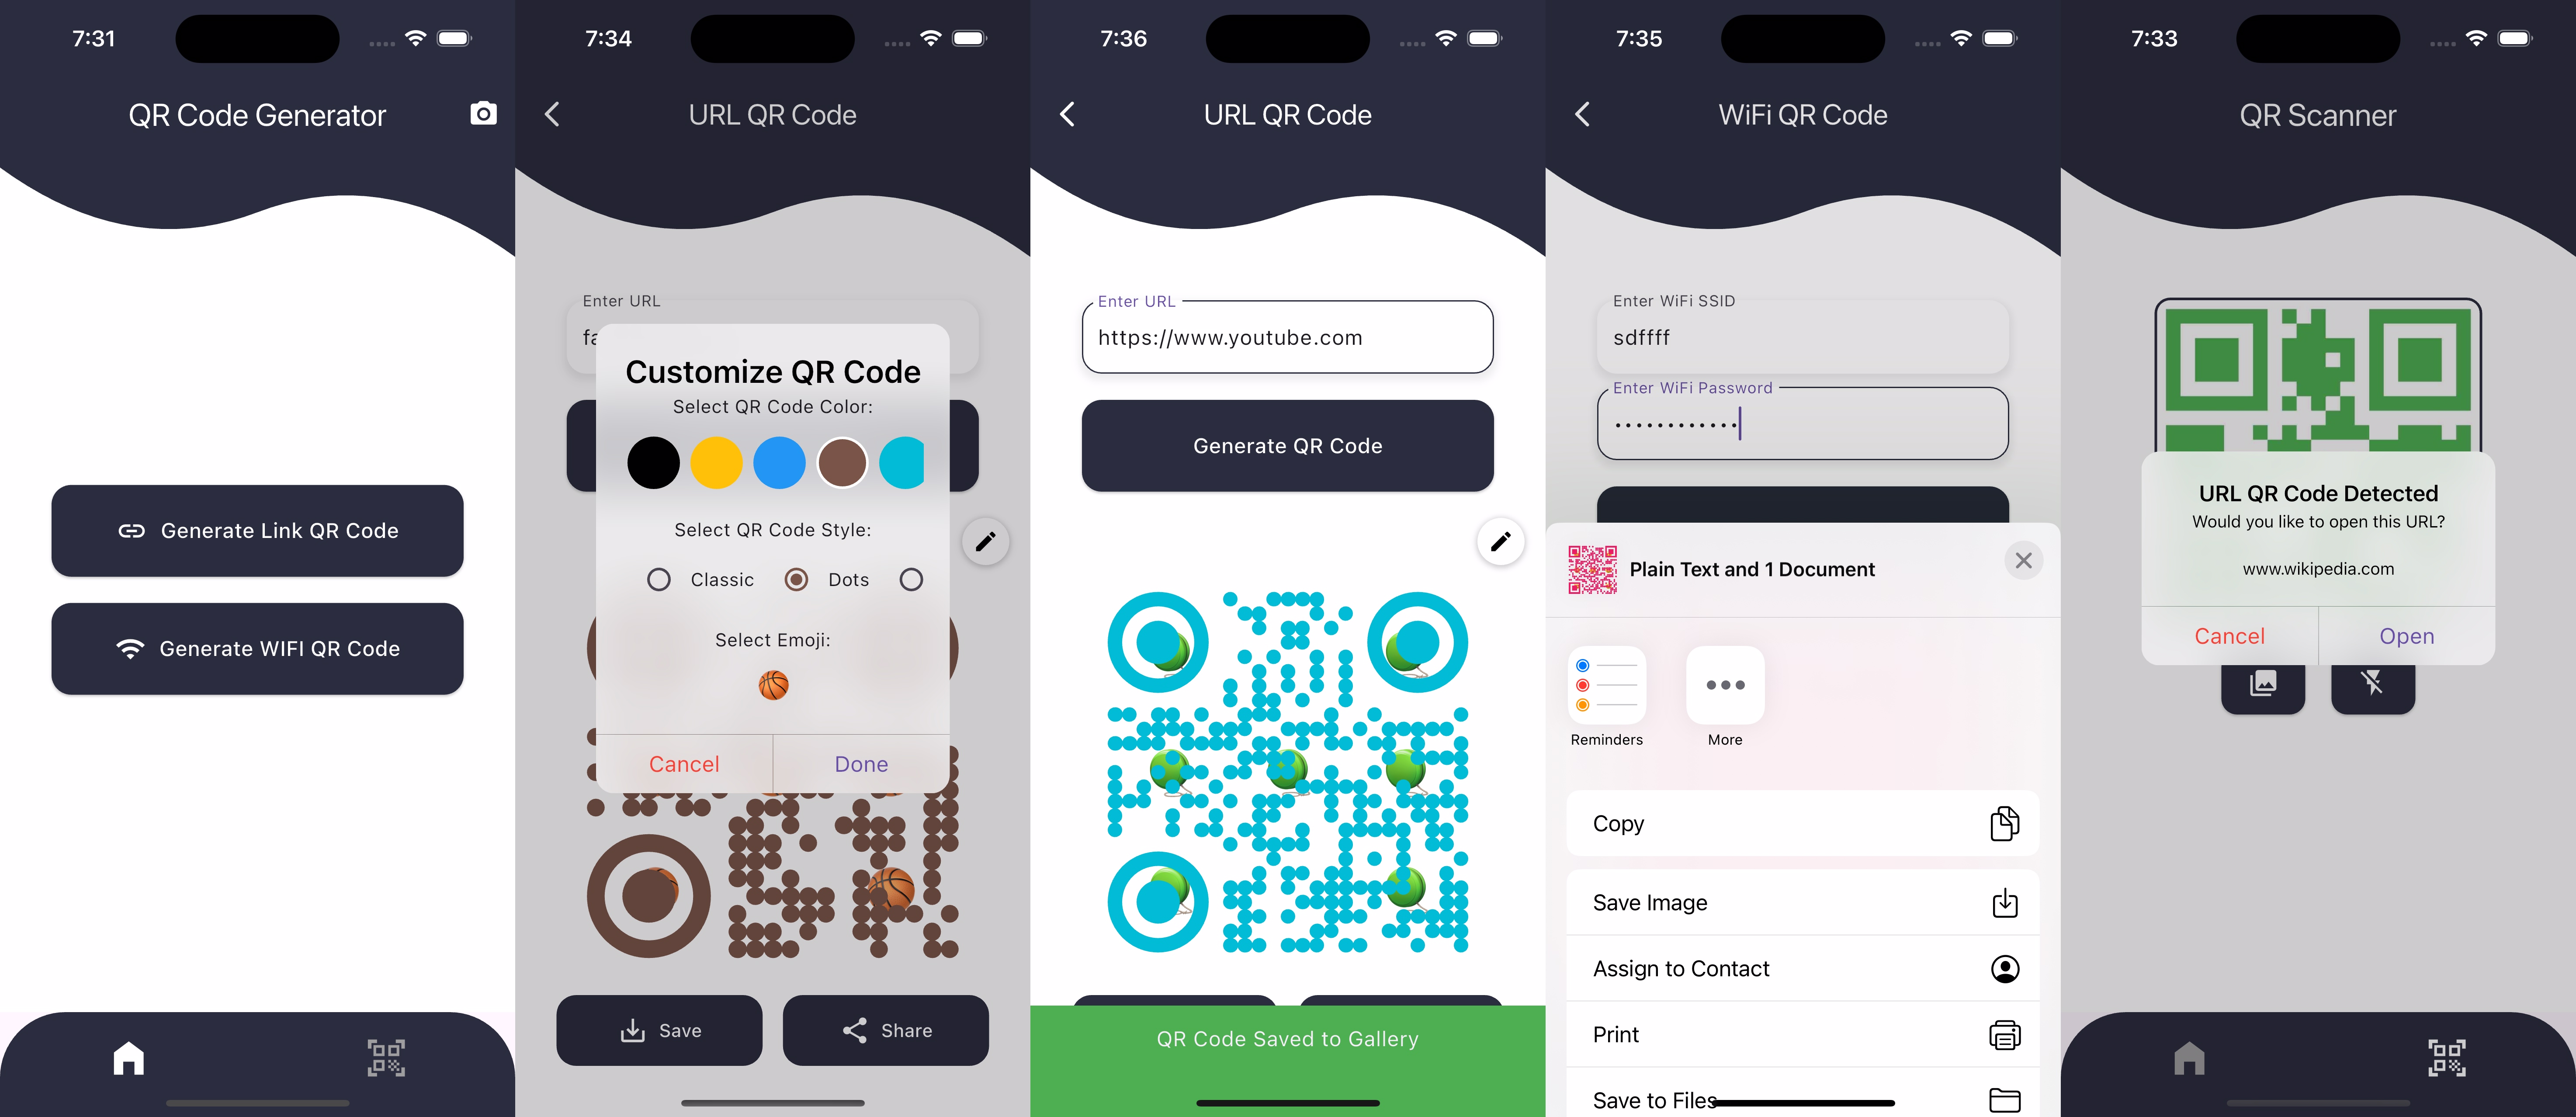 7:31
QR Code Generator
Generate Link QR Code
Generate WIFI QR Code
7:34
URL QR Code
Enter URL
fa
Customize QR Code
Select QR Code Color:
Select QR Code Style:
Classic
Dots
Select Emoji:
Cancel
Done
Save
Share
7:36
URL QR Code
Enter URL
https://www.youtube.com
Generate QR Code
QR Code Saved to Gallery
7:35
WiFi QR Code
Enter WiFi SSID
sdffff
Enter WiFi Password
••••••••••••
Plain Text and 1 Document
Reminders
More
Copy
Save Image
Assign to Contact
Print
Save to Files
7:33
QR Scanner
URL QR Code Detected
Would you like to open this URL?
www.wikipedia.com
Cancel
Open